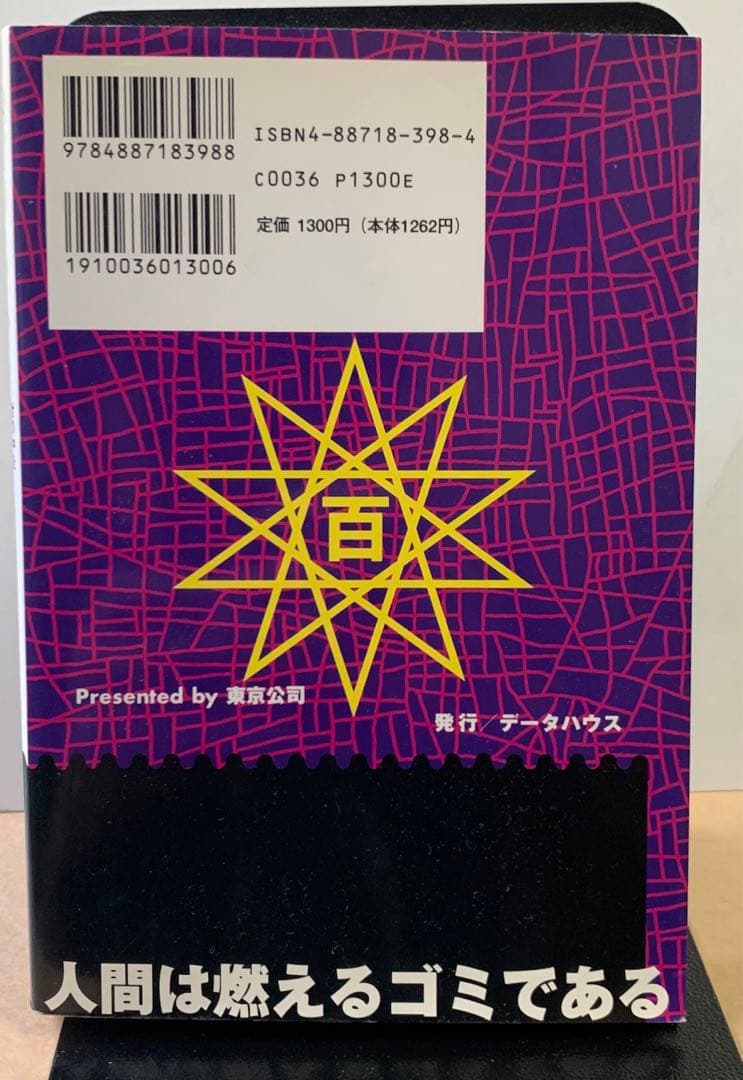 9784887183988
ISBN4-88718-398-4
C0036 P1300E
1910036013006
定価 1300円（本体1262円）
百
Presented by 東京公司
発行／データハウス
人間は燃えるゴミである